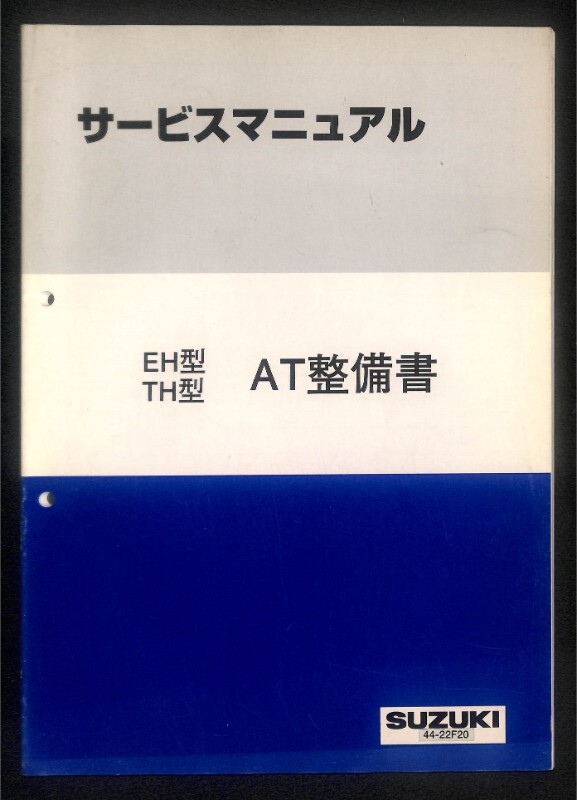 サービスマニュアル
EH型
TH型
AT整備書
SUZUKI
44-22F20